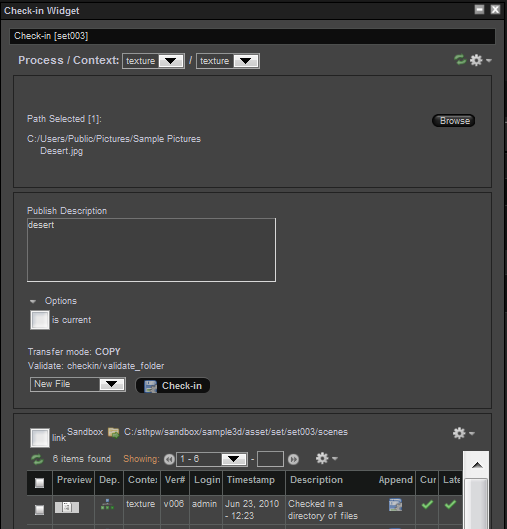 Check-in Widget
Check-in [set003]
Process / Context: texture / texture
Path Selected [1]:
Browse
C:/Users/Public/Pictures/Sample Pictures
Desert.jpg
Publish Description
desert
Options
is current
Transfer mode: COPY
Validate: checkin/validate_folder
New File Check-in
link Sandbox C:/sthpw/sandbox/sample3d/asset/set/set003/scenes
6 items found Showing: 1 - 6 -
Preview Dep. Contex Ver# Login Timestamp Description Append Cur Late
texture v006 admin Jun 23, 2010 Checked in a
- 12:23 directory of files